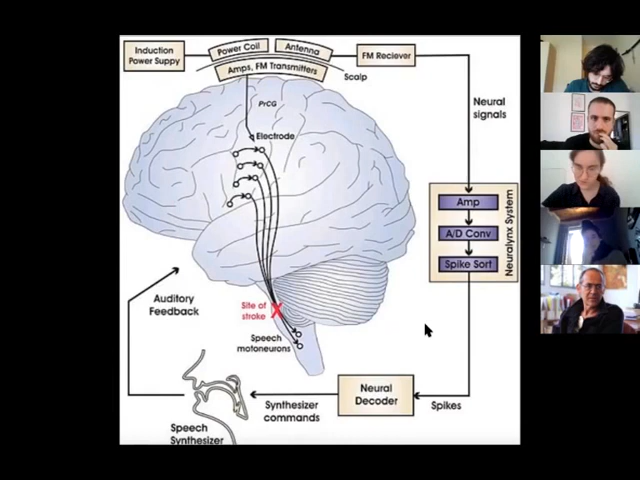 Induction
Power Suppy
Power Coil
Antenna
Amps, FM Transmitters
FM Reciever
Scalp
PrCG
Neural
signals
Electrode
Amp
A/D Conv
Spike Sort
Neuralynx System
Auditory
Feedback
Site of
stroke
X
Speech
motoneurons
Neural
Decoder
Synthesizer
commands
Spikes
Speech
Synthesizer